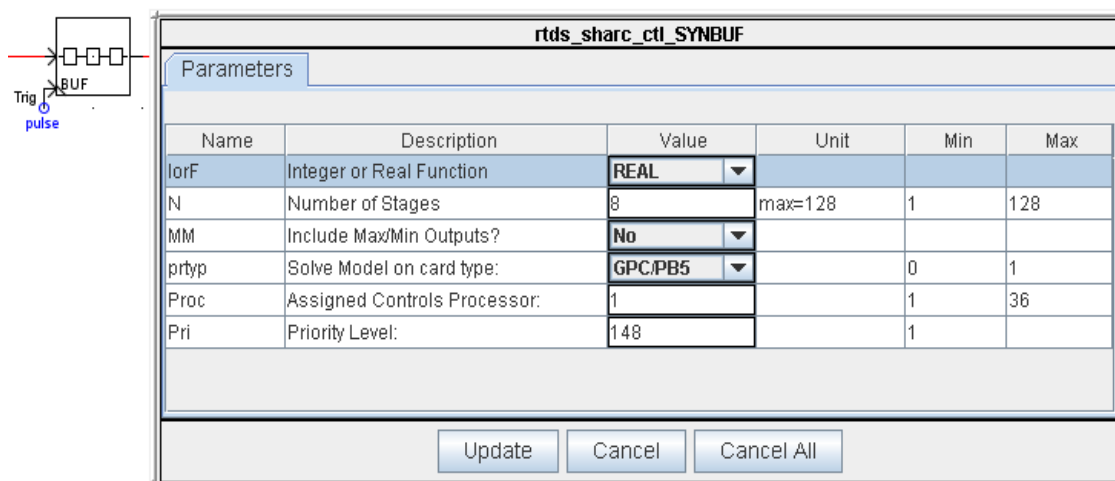 BUF
Trig
pulse
rtds_sharc_ctl_SYNBUF
Parameters
Name Description Value Unit Min Max
IorF Integer or Real Function REAL
N Number of Stages 8 max=128 1 128
MM Include Max/Min Outputs? No
prtyp Solve Model on card type: GPC/PB5 0 1
Proc Assigned Controls Processor: 1 1 36
Pri Priority Level: 148 1
Update Cancel Cancel All